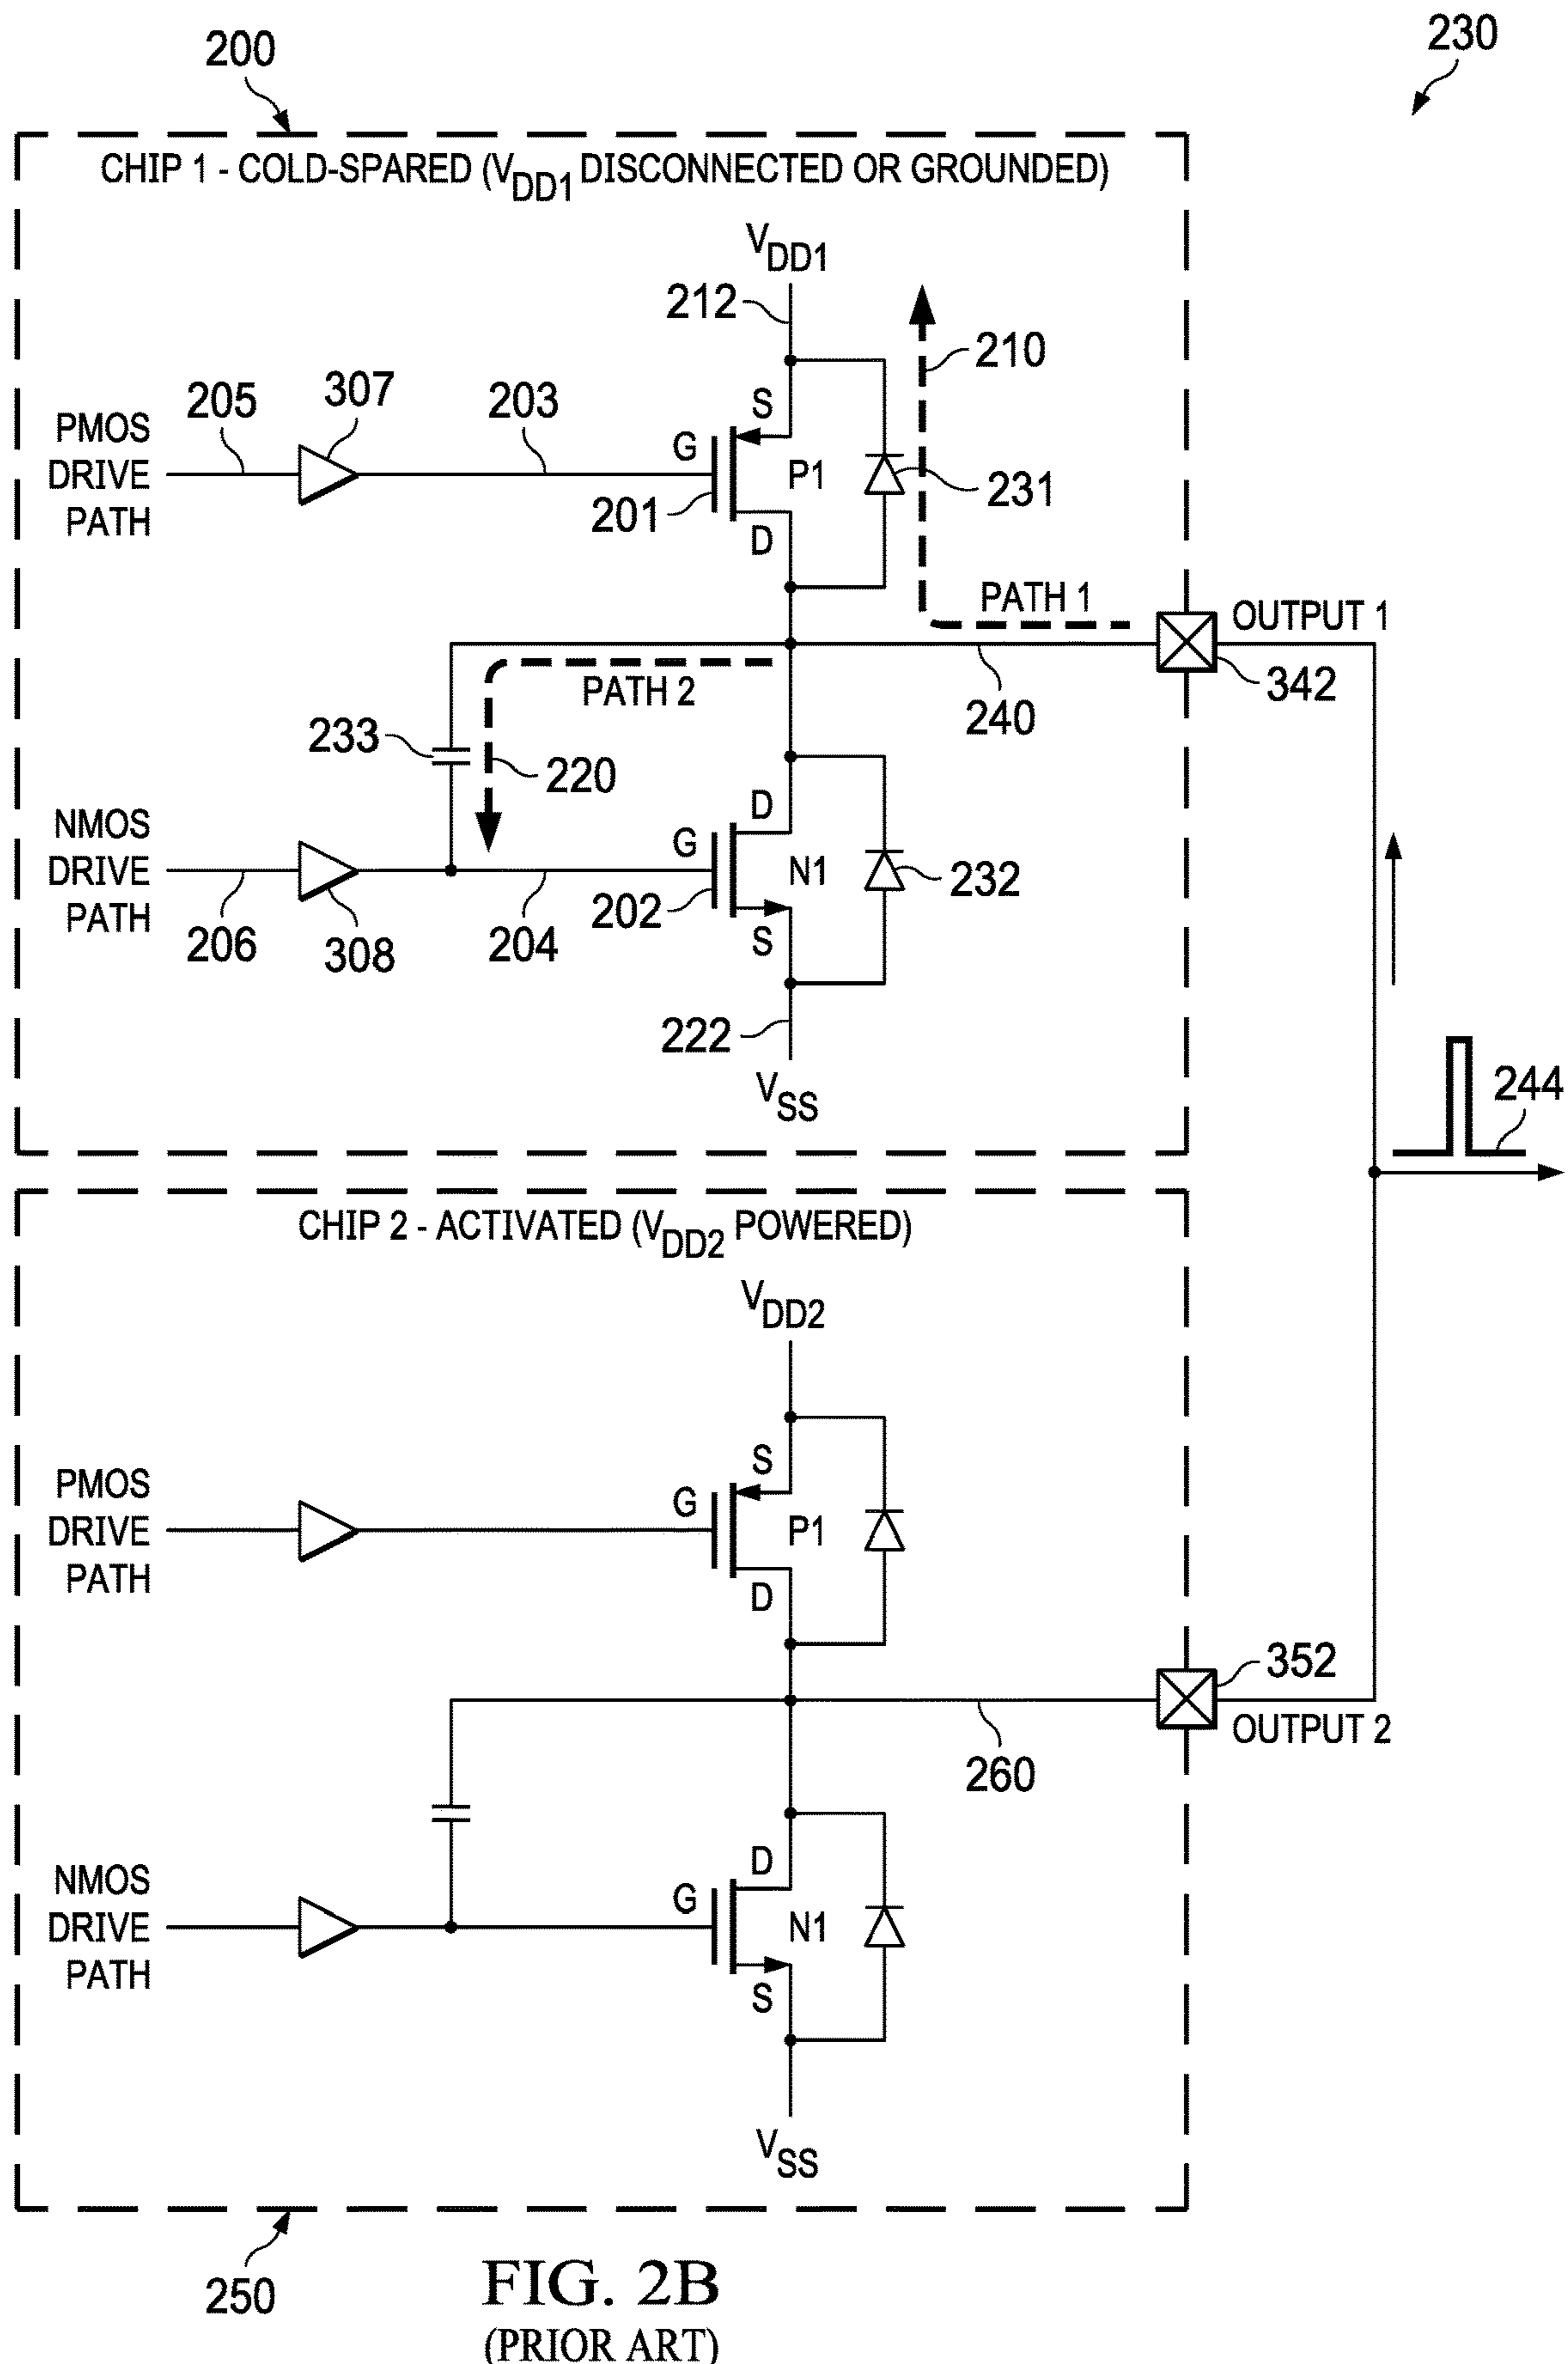 200
230
CHIP 1 - COLD-SPARED (VDD1 DISCONNECTED OR GROUNDED)
VDD1
212
210
205
307
203
PMOS
DRIVE
PATH
S
G
P1
201
D
231
PATH 1
OUTPUT 1
342
240
PATH 2
233
220
NMOS
DRIVE
PATH
D
G
N1
232
202
S
206
308
204
222
VSS
244
CHIP 2 - ACTIVATED (VDD2 POWERED)
VDD2
PMOS
DRIVE
PATH
S
G
P1
D
352
OUTPUT 2
260
NMOS
DRIVE
PATH
D
G
N1
S
VSS
250
FIG. 2B
(PRIOR ART)